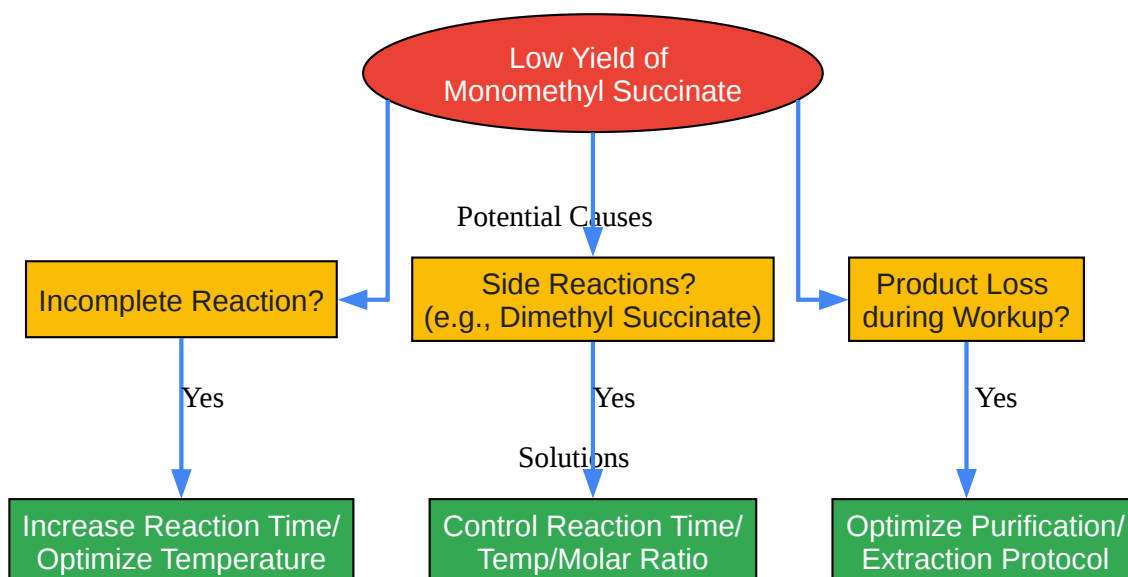 Low Yield of
Monomethyl Succinate
Potential Causes
Incomplete Reaction?
Side Reactions?
(e.g., Dimethyl Succinate)
Product Loss
during Workup?
Yes
Yes
Yes
Solutions
Increase Reaction Time/
Optimize Temperature
Control Reaction Time/
Temp/Molar Ratio
Optimize Purification/
Extraction Protocol